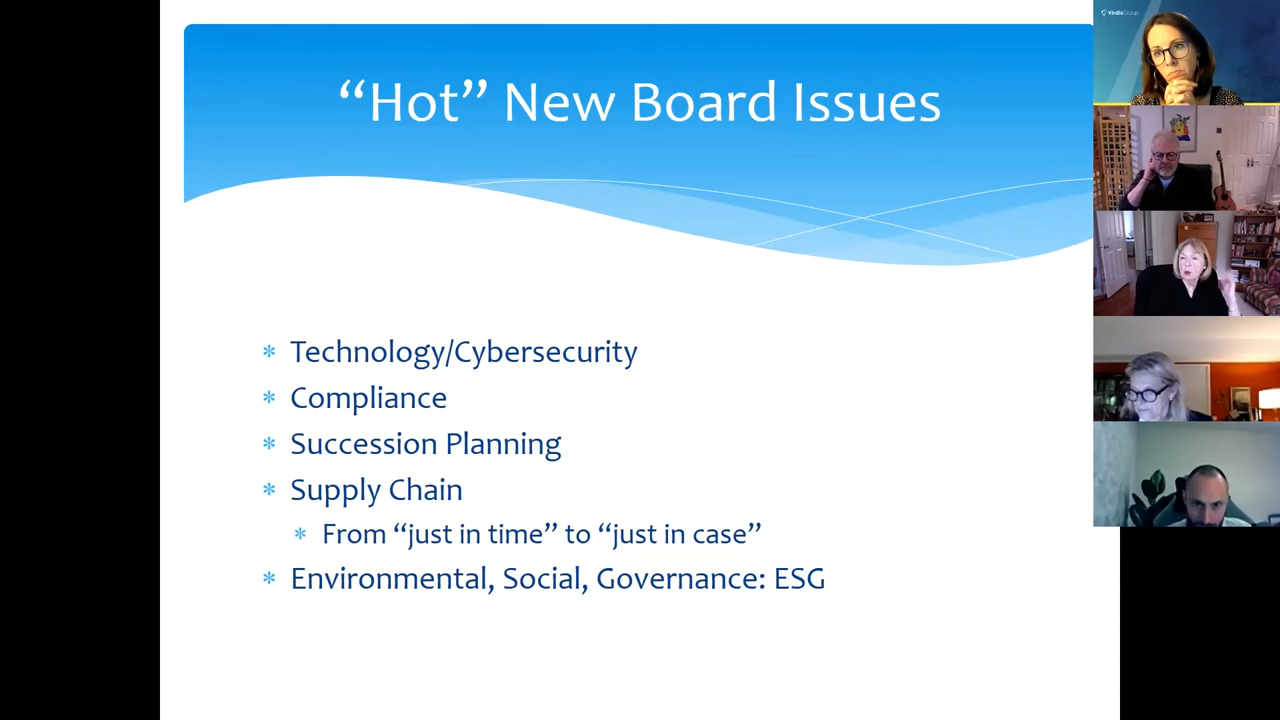 “Hot” New Board Issues
VirdisGroup
* Technology/Cybersecurity
* Compliance
* Succession Planning
* Supply Chain
* From “just in time” to “just in case”
* Environmental, Social, Governance: ESG